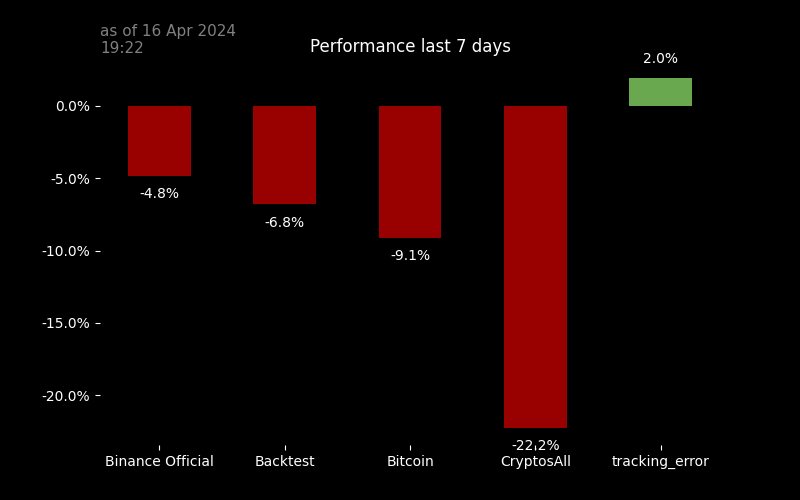 as of 16 Apr 2024
19:22
Performance last 7 days
2.0%
0.0%
-5.0%
-10.0%
-15.0%
-20.0%
-4.8%
-6.8%
-9.1%
-22.2%
Binance Official
Backtest
Bitcoin
CryptosAll
tracking_error